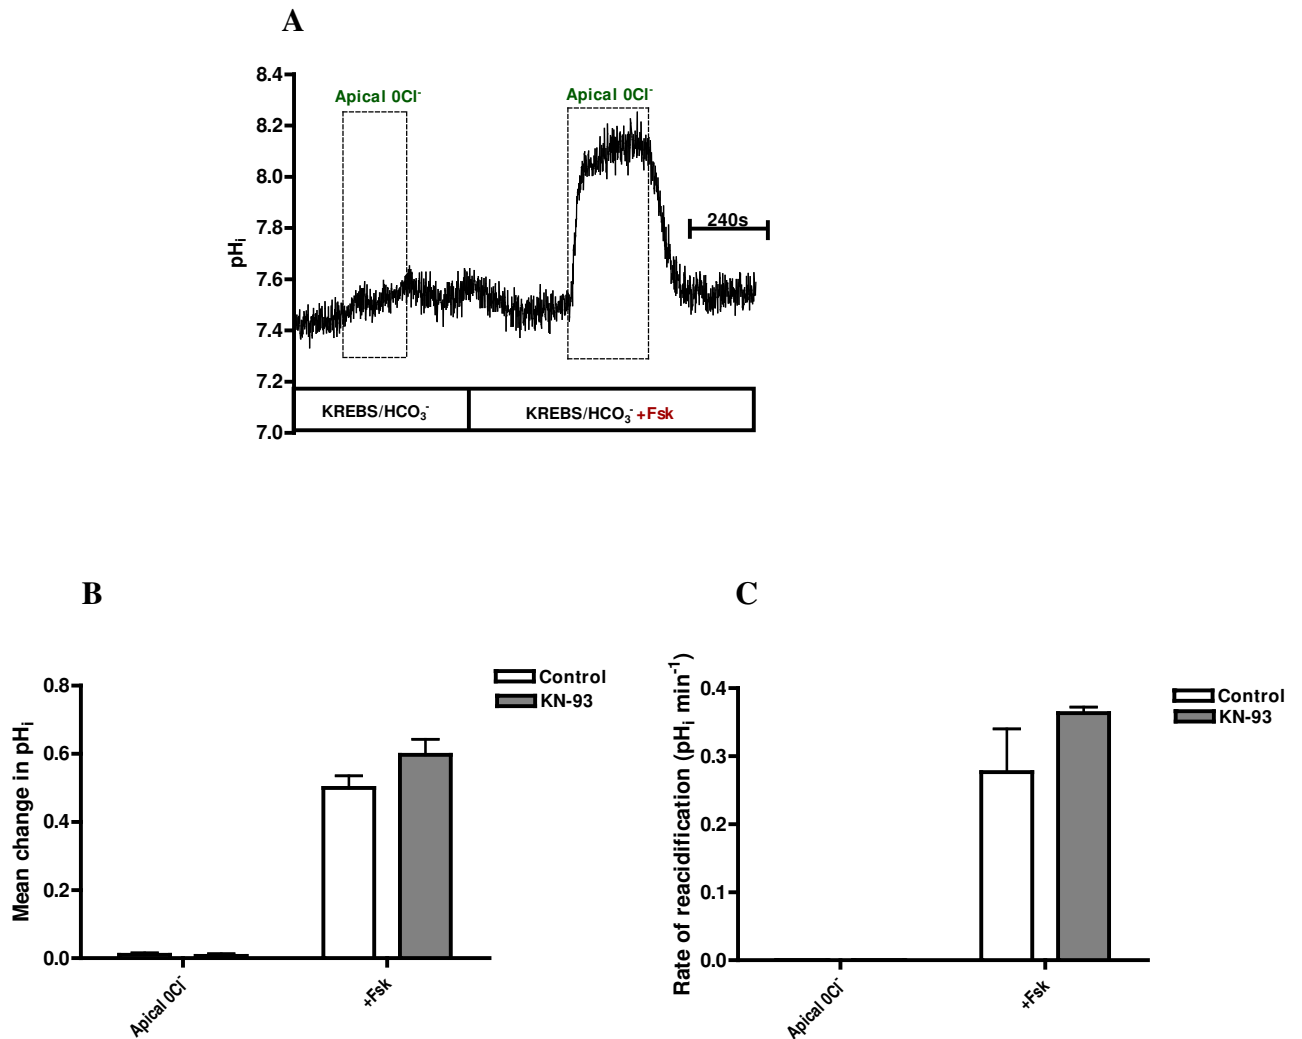 A
8.4
Apical 0Cl⁻ Apical 0Cl⁻
8.2
8.0
240s
7.8
pHᵢ
7.6
7.4
7.2
KREBS/HCO₃⁻ KREBS/HCO₃⁻ +Fsk
7.0
B
Mean change in pHᵢ
0.8
0.6
0.4
0.2
0.0
Control
KN-93
Apical 0Cl⁻
+Fsk
C
Rate of reacidification (pHᵢ min⁻¹)
0.4
0.3
0.2
0.1
0.0
Control
KN-93
Apical 0Cl⁻
+Fsk